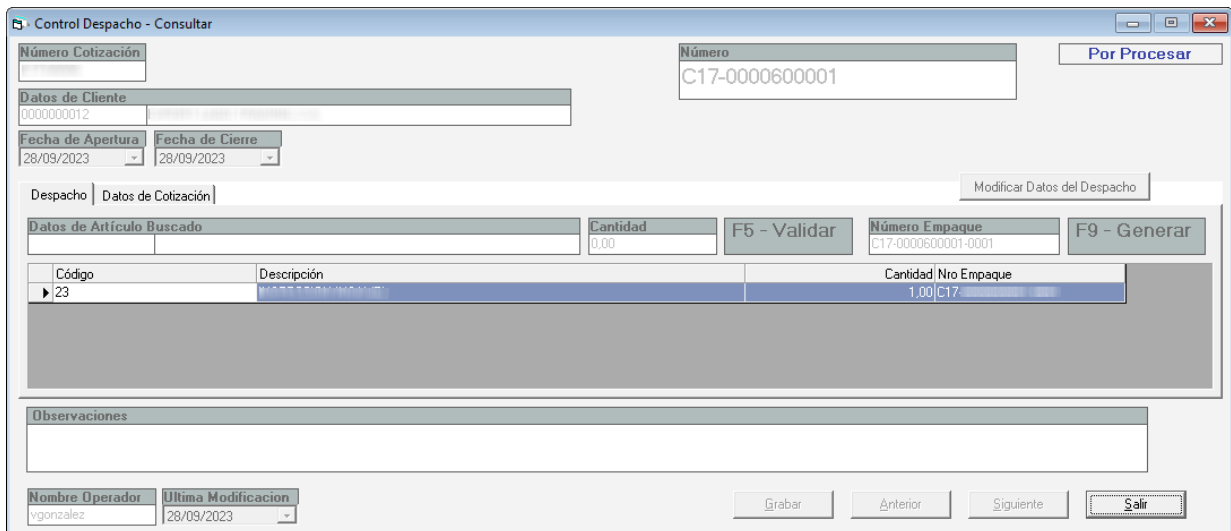 Control Despacho - Consultar
Número Cotización
Número
C17-0000600001
Por Procesar
Datos de Cliente
0000000012
Fecha de Apertura
Fecha de Cierre
28/09/2023
28/09/2023
Despacho
Datos de Cotización
Modificar Datos del Despacho
Datos de Artículo Buscado
Cantidad
0,00
F5 - Validar
Número Empaque
C17-0000600001-0001
F9 - Generar
Código
Descripción
Cantidad
Nro Empaque
23
1,00
C17-
Observaciones
Nombre Operador
vgonzalez
Ultima Modificacion
28/09/2023
Grabar
Anterior
Siguiente
Salir